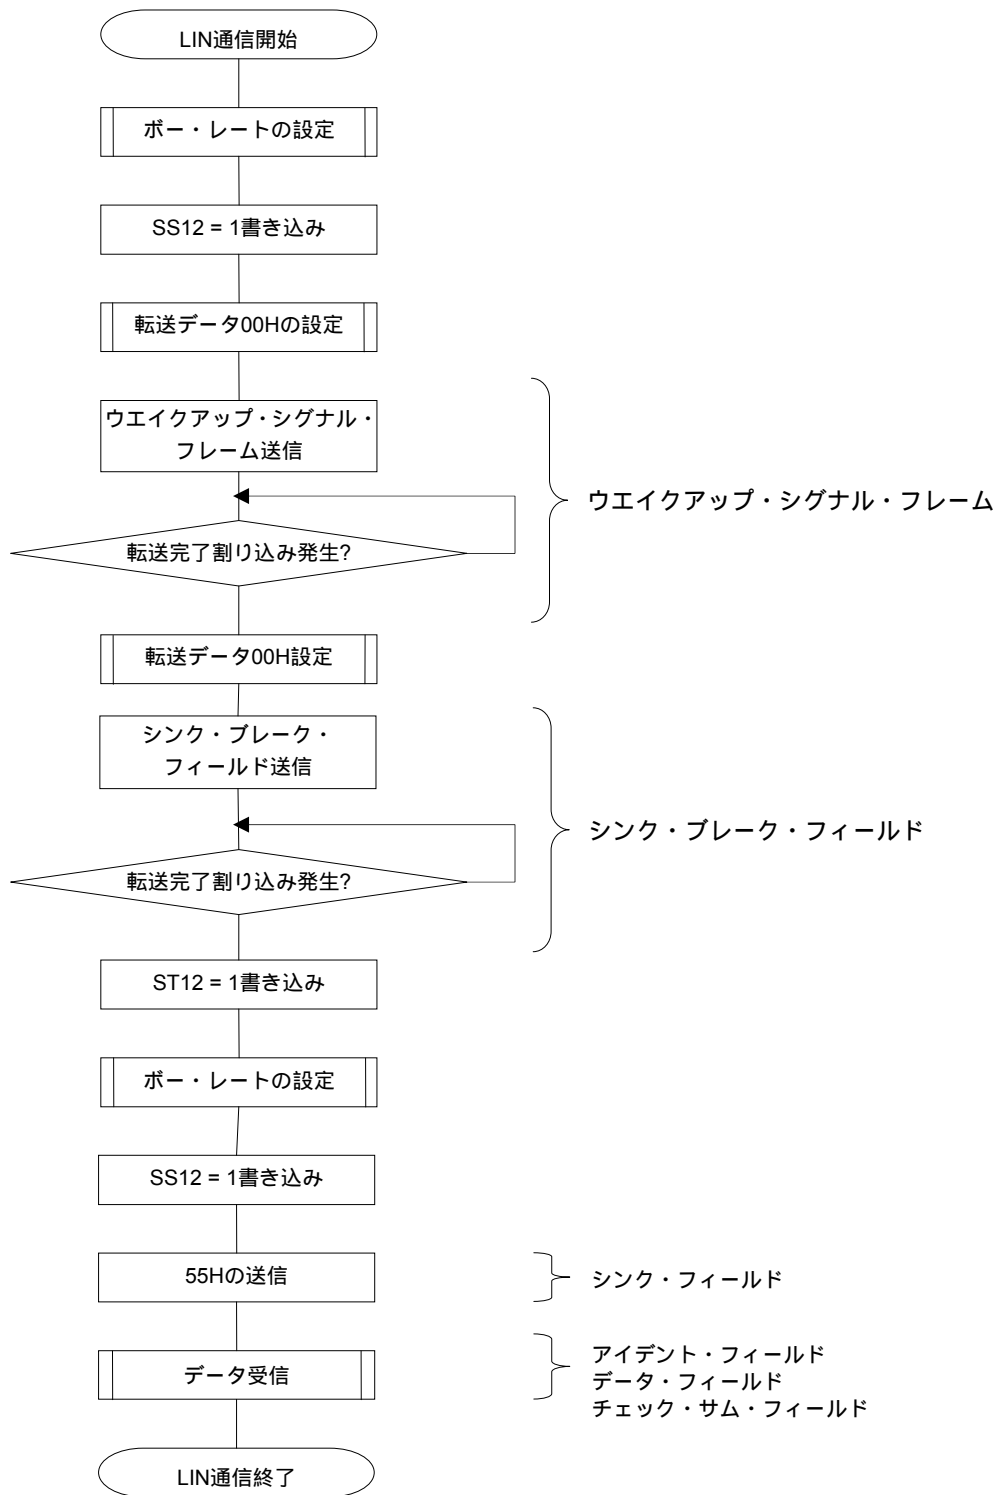 LIN通信開始
ボー・レートの設定
SS12 = 1書き込み
転送データ00Hの設定
ウエイクアップ・シグナル・
フレーム送信
ウエイクアップ・シグナル・フレーム
転送完了割り込み発生?
転送データ00H設定
シンク・ブレーク・
フィールド送信
シンク・ブレーク・フィールド
転送完了割り込み発生?
ST12 = 1書き込み
ボー・レートの設定
SS12 = 1書き込み
55Hの送信
シンク・フィールド
データ受信
アイデント・フィールド
データ・フィールド
チェック・サム・フィールド
LIN通信終了